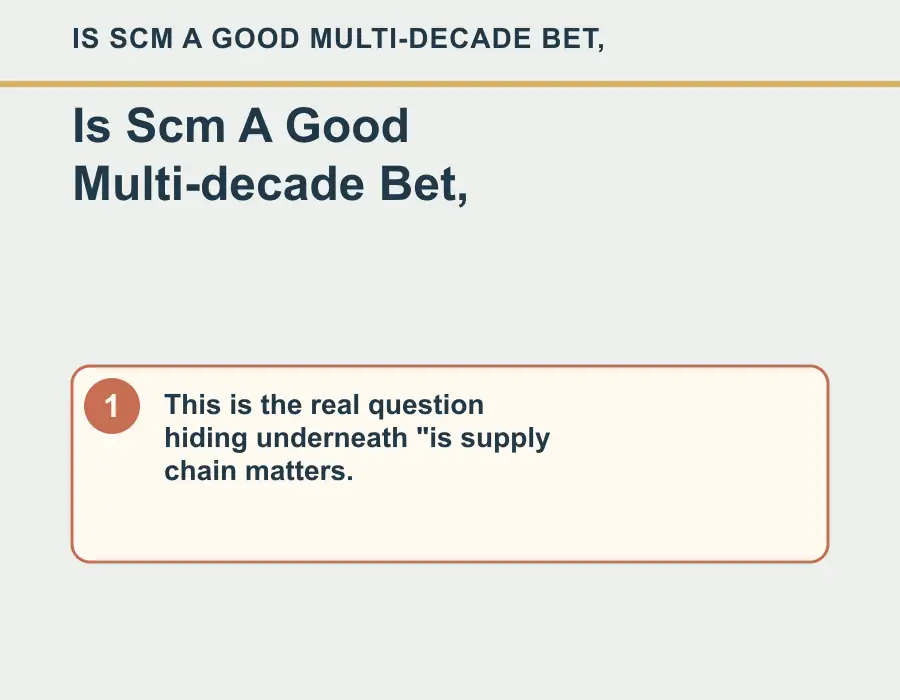 IS SCM A GOOD MULTI-DECADE BET,
Is Scm A Good
Multi-decade Bet,
1
This is the real question
hiding underneath "is supply
chain matters.